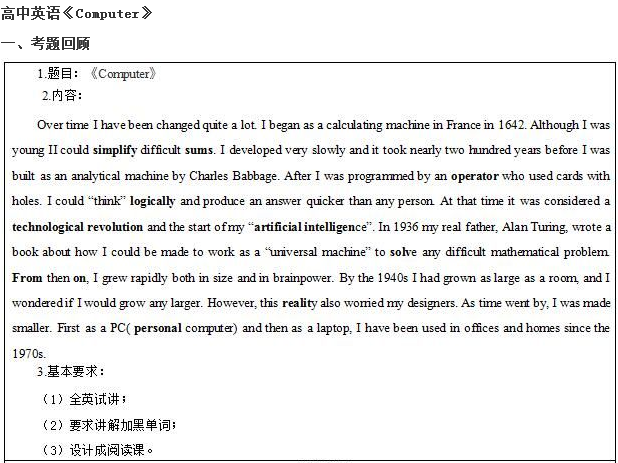 高中英语《Computer》
一、考题回顾
1.题目：《Computer》
2.内容：
Over time I have been changed quite a lot. I began as a calculating machine in France in 1642. Although I was
young II could simplify difficult sums. I developed very slowly and it took nearly two hundred years before I was
built as an analytical machine by Charles Babbage. After I was programmed by an operator who used cards with
holes. I could “think” logically and produce an answer quicker than any person. At that time it was considered a
technological revolution and the start of my “artificial intelligence”. In 1936 my real father, Alan Turing, wrote a
book about how I could be made to work as a “universal machine” to solve any difficult mathematical problem.
From then on, I grew rapidly both in size and in brainpower. By the 1940s I had grown as large as a room, and I
wondered if I would grow any larger. However, this reality also worried my designers. As time went by, I was made
smaller. First as a PC( personal computer) and then as a laptop, I have been used in offices and homes since the
1970s.
3.基本要求：
（1）全英试讲；
（2）要求讲解加黑单词；
（3）设计成阅读课。